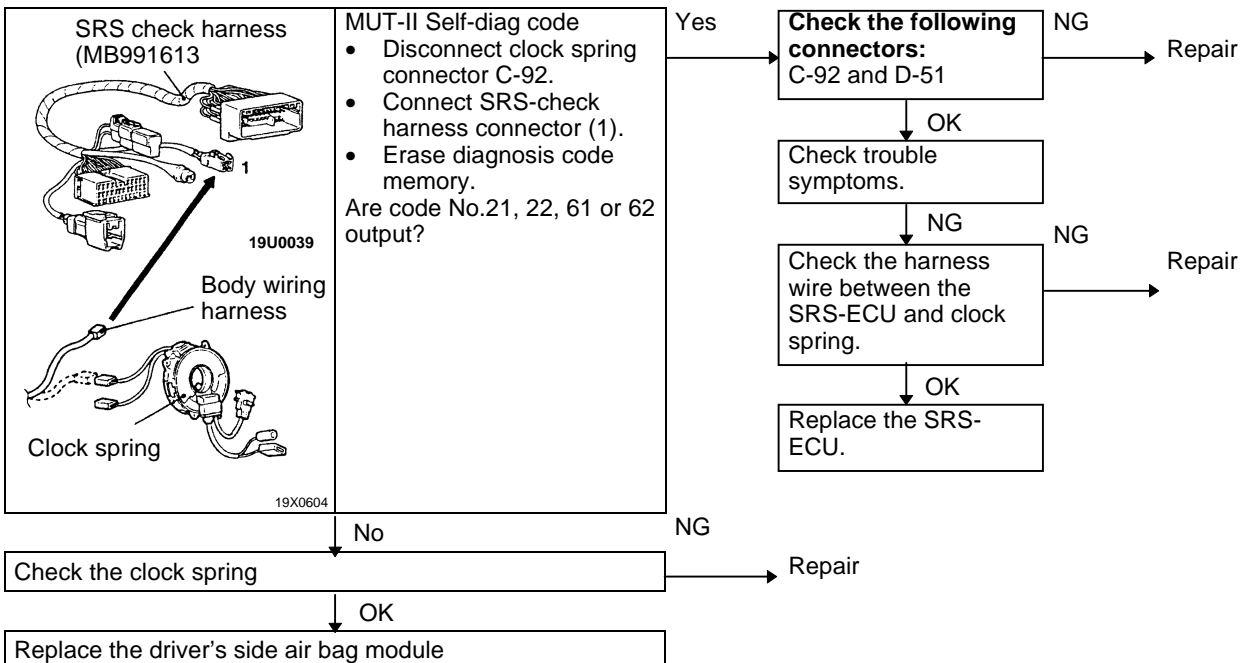 SRS check harness
(MB991613
1
19U0039
Body wiring
harness
Clock spring
19X0604
MUT-II Self-diag code
• Disconnect clock spring
connector C-92.
• Connect SRS-check
harness connector (1).
• Erase diagnosis code
memory.
Are code No.21, 22, 61 or 62
output?
Yes
Check the following
connectors:
C-92 and D-51
NG
Repair
OK
Check trouble
symptoms.
NG
Check the harness
wire between the
SRS-ECU and clock
spring.
NG
Repair
OK
Replace the SRS-
ECU.
No
Check the clock spring
NG
Repair
OK
Replace the driver's side air bag module